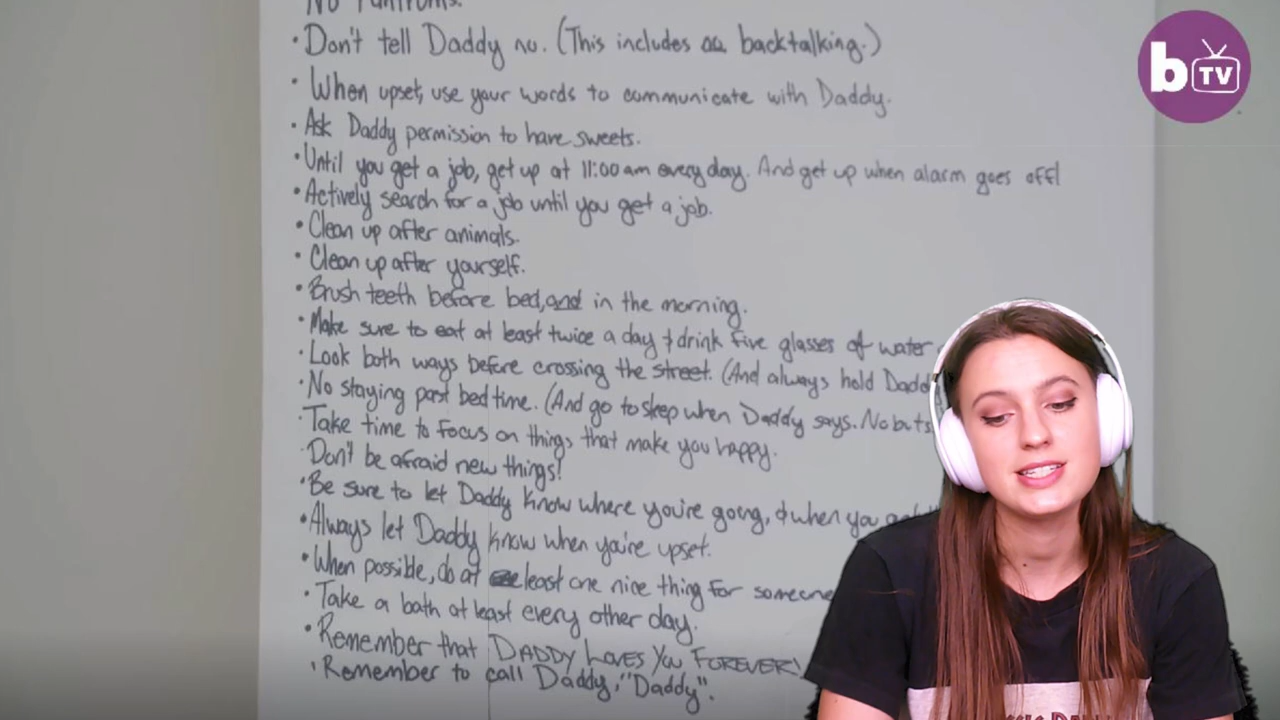 No Tantrums.
• Don't tell Daddy no. (This includes backtalking.)
• When upset, use your words to communicate with Daddy.
• Ask Daddy permission to have sweets.
• Until you get a job, get up at 11:00 am every day. And get up when alarm goes off!
• Actively search for a job until you get a job.
• Clean up after animals.
• Clean up after yourself.
• Brush teeth before bed, and in the morning.
• Make sure to eat at least twice a day & drink five glasses of water
• Look both ways before crossing the street. (And always hold
• No staying past bedtime. (And go to sleep when Daddy says. No buts
• Take time to focus on things that make you happy.
• Don't be afraid new things!
• Be sure to let Daddy know where you're going, & when you
• Always let Daddy know when you're upset.
• When possible, do at least one nice thing for someone
• Take a bath at least every other day.
• Remember that DADDY LOVES YOU FOREVER!
• Remember to call Daddy, "Daddy".
b TV